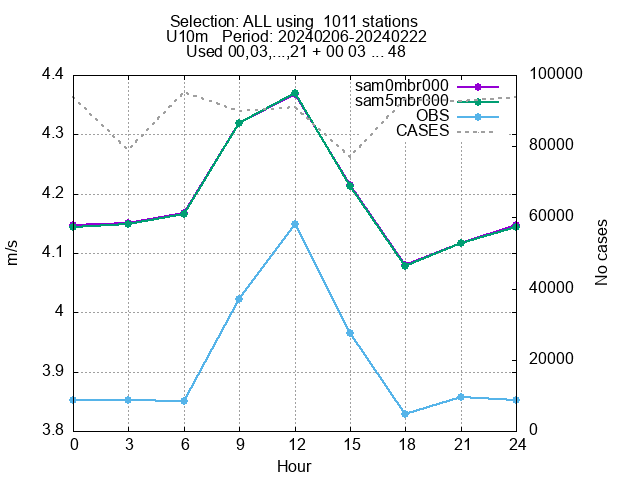 Selection: ALL using  1011 stations
U10m   Period: 20240206-20240222
Used 00,03,...,21 + 00 03 ... 48
sam0mbr000
sam5mbr000
OBS
CASES
4.4
4.3
4.2
4.1
4
3.9
3.8
m/s
100000
80000
60000
40000
20000
0
No cases
0 3 6 9 12 15 18 21 24
Hour